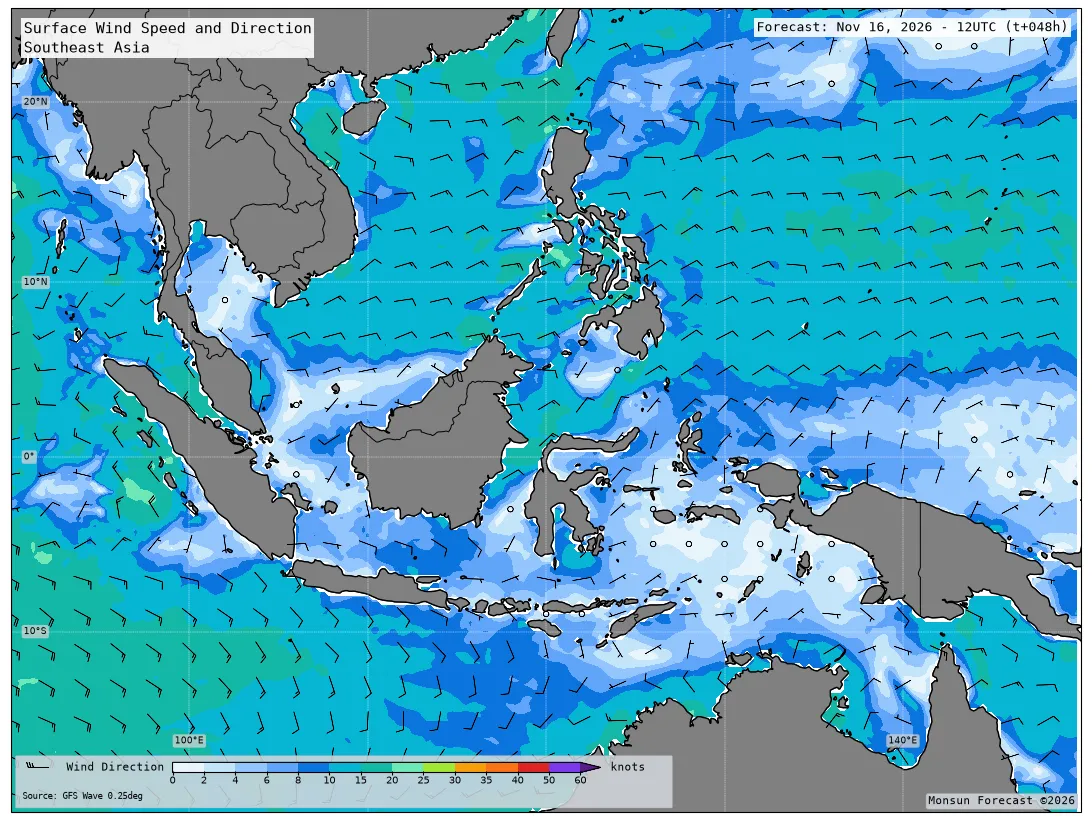 Surface Wind Speed and Direction
Southeast Asia
Forecast: Nov 16, 2026 - 12UTC (t+048h)
20°N
10°N
0°
10°S
100°E
140°E
Wind Direction
0 2 4 6 8 10 15 20 25 30 35 40 50 60
knots
Source: GFS Wave 0.25deg
Monsun Forecast ©2026